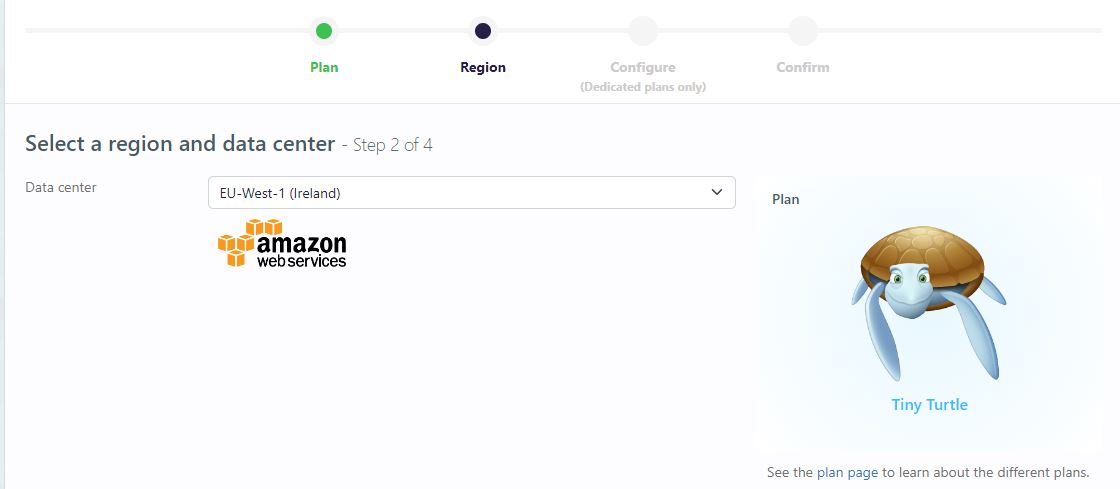 Plan
Region
Configure
Confirm
(Dedicated plans only)
Select a region and data center - Step 2 of 4
Data center
EU-West-1 (Ireland)
Plan
amazon
web services
Tiny Turtle
See the plan page to learn about the different plans.